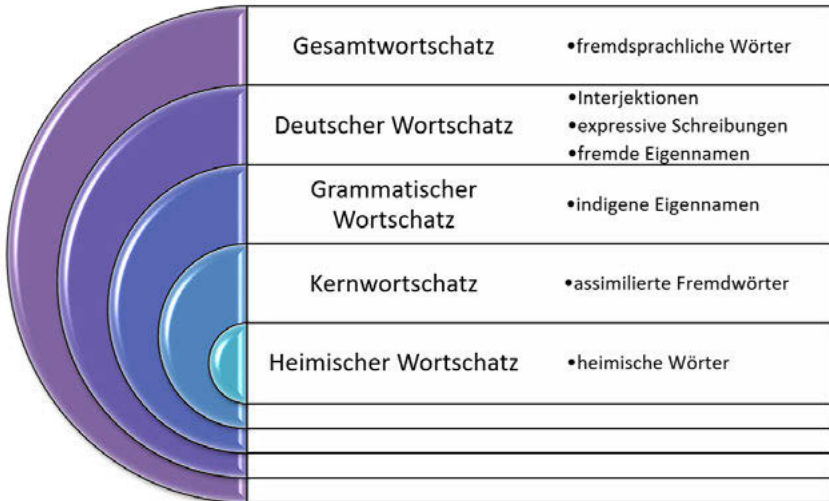 Gesamtwortschatz
•fremdsprachliche Wörter
Deutscher Wortschatz
•Interjektionen
•expressive Schreibungen
•fremde Eigennamen
Grammatischer
Wortschatz
•indigene Eigennamen
Kernwortschatz
•assimilierte Fremdwörter
Heimischer Wortschatz
•heimische Wörter